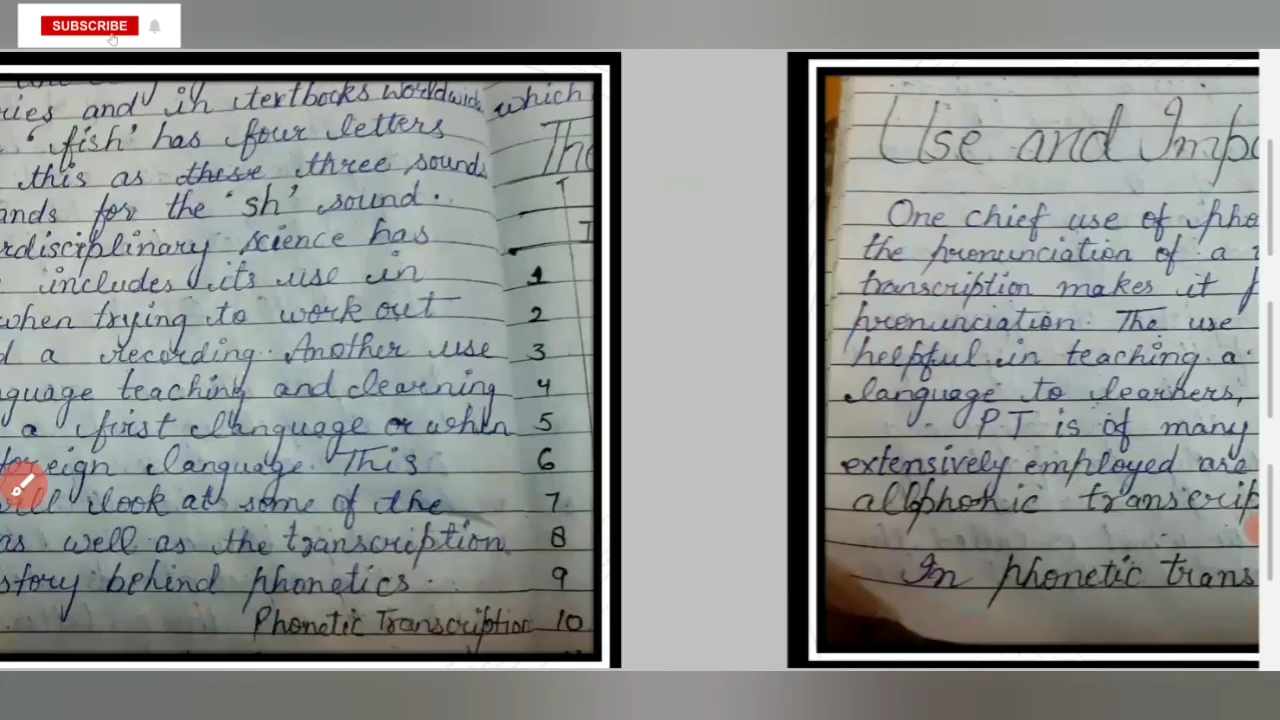 SUBSCRIBE
ries and in textbooks worldwide which
'fish' has four letters
The
this as these three sounds
ands for the 'sh' sound.
I
rdisciplinary science has
I
includes its use in 1
when trying to work out 2
d a recording. Another use 3
guage teaching and learning 4
a first language or when 5
foreign language. This 6
will look at some of the 7
as well as the transcription 8
story behind phonetics. 9
Phonetic Transcription 10
Use and Impo
One chief use of pho
the pronunciation of a
transcription makes it p
pronunciation. The use
helpful in teaching a
language to learners,
P.T is of many
extensively employed are
allophonic transcrip
In phonetic trans